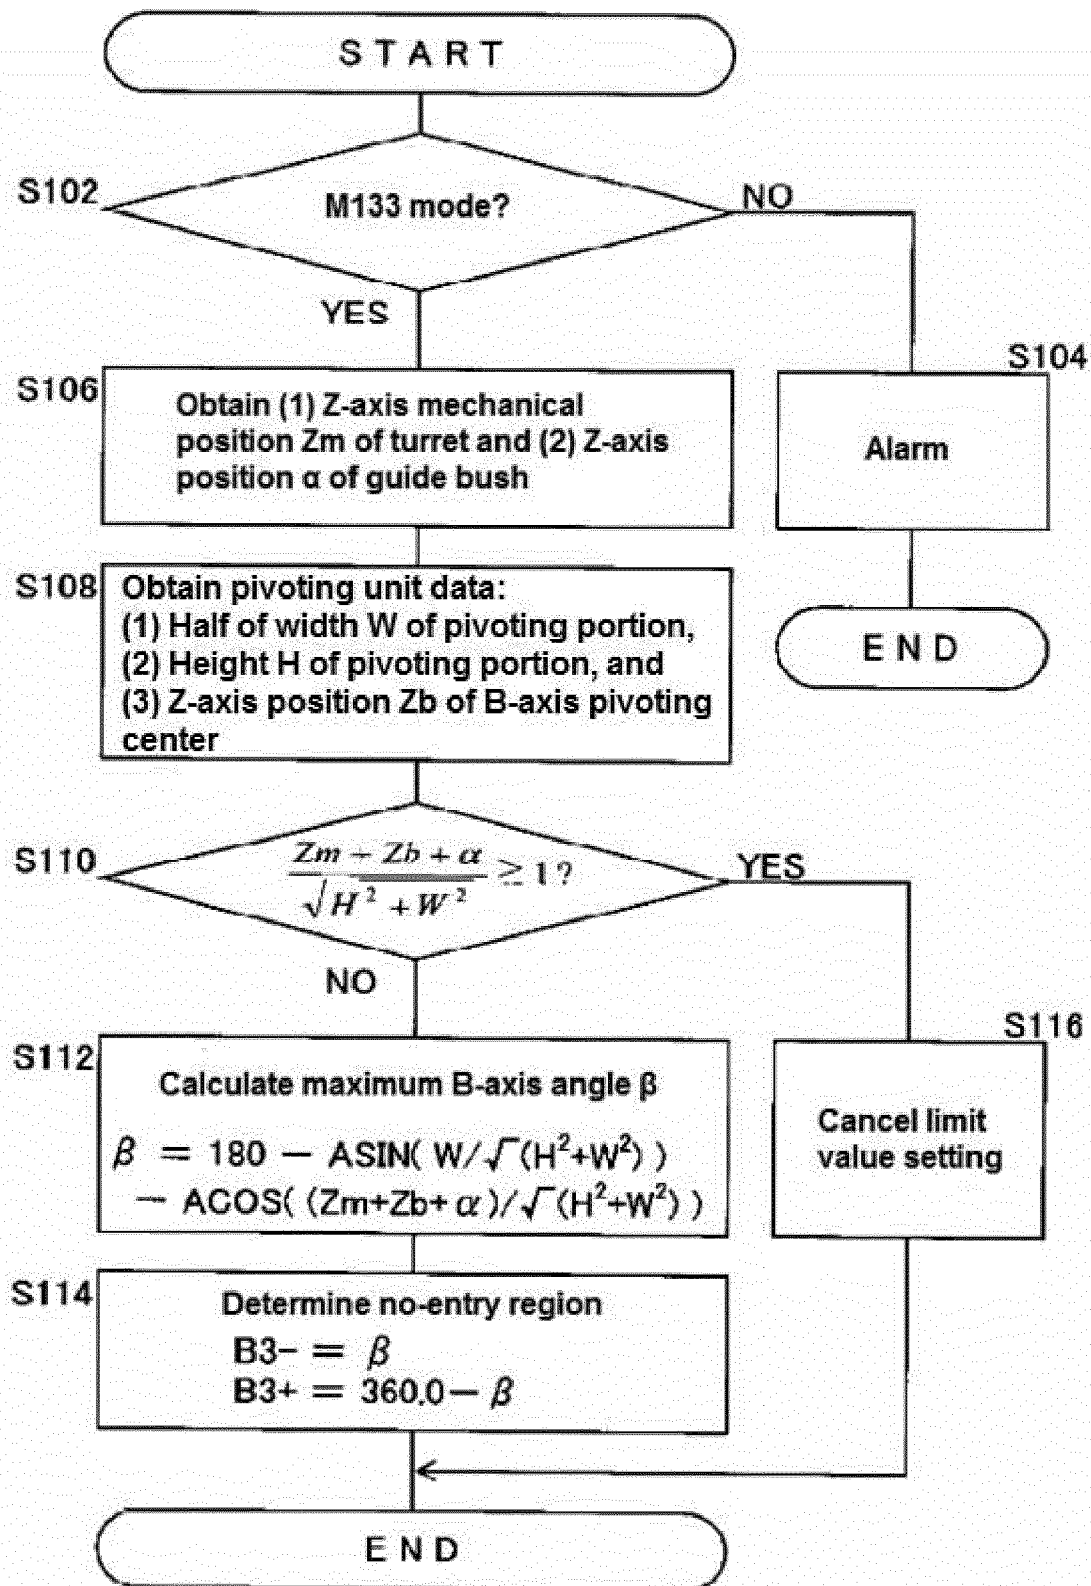 START
S102
M133 mode?
NO
YES
S106
Obtain (1) Z-axis mechanical
position Zm of turret and (2) Z-axis
position α of guide bush
S104
Alarm
END
S108
Obtain pivoting unit data:
(1) Half of width W of pivoting portion,
(2) Height H of pivoting portion, and
(3) Z-axis position Zb of B-axis pivoting
center
S110
Zm + Zb + α
√H² + W²
≥ 1?
YES
NO
S112
Calculate maximum B-axis angle β
β = 180 − ASIN( W/√(H²+W²) )
− ACOS( (Zm+Zb+α)/√(H²+W²) )
S116
Cancel limit
value setting
S114
Determine no-entry region
B3− = β
B3+ = 360.0 − β
END